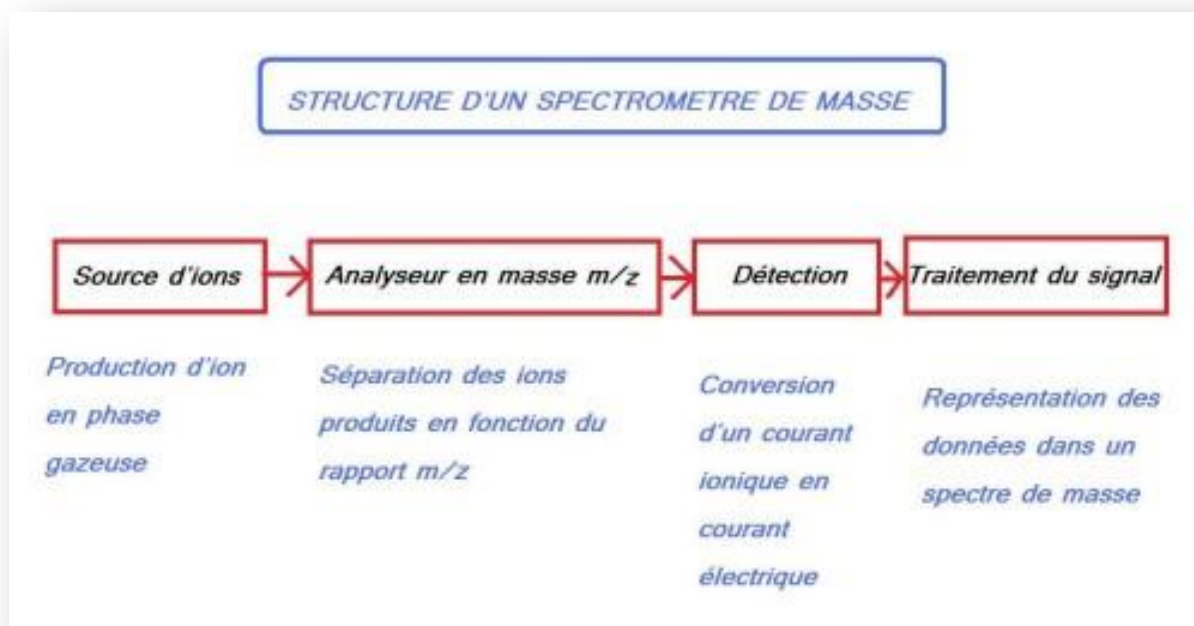 STRUCTURE D'UN SPECTROMETRE DE MASSE
Source d'ions
Analyseur en masse m/z
Détection
Traitement du signal
Production d'ion
en phase
gazeuse
Séparation des ions
produits en fonction du
rapport m/z
Conversion
d'un courant
ionique en
courant
électrique
Représentation des
données dans un
spectre de masse